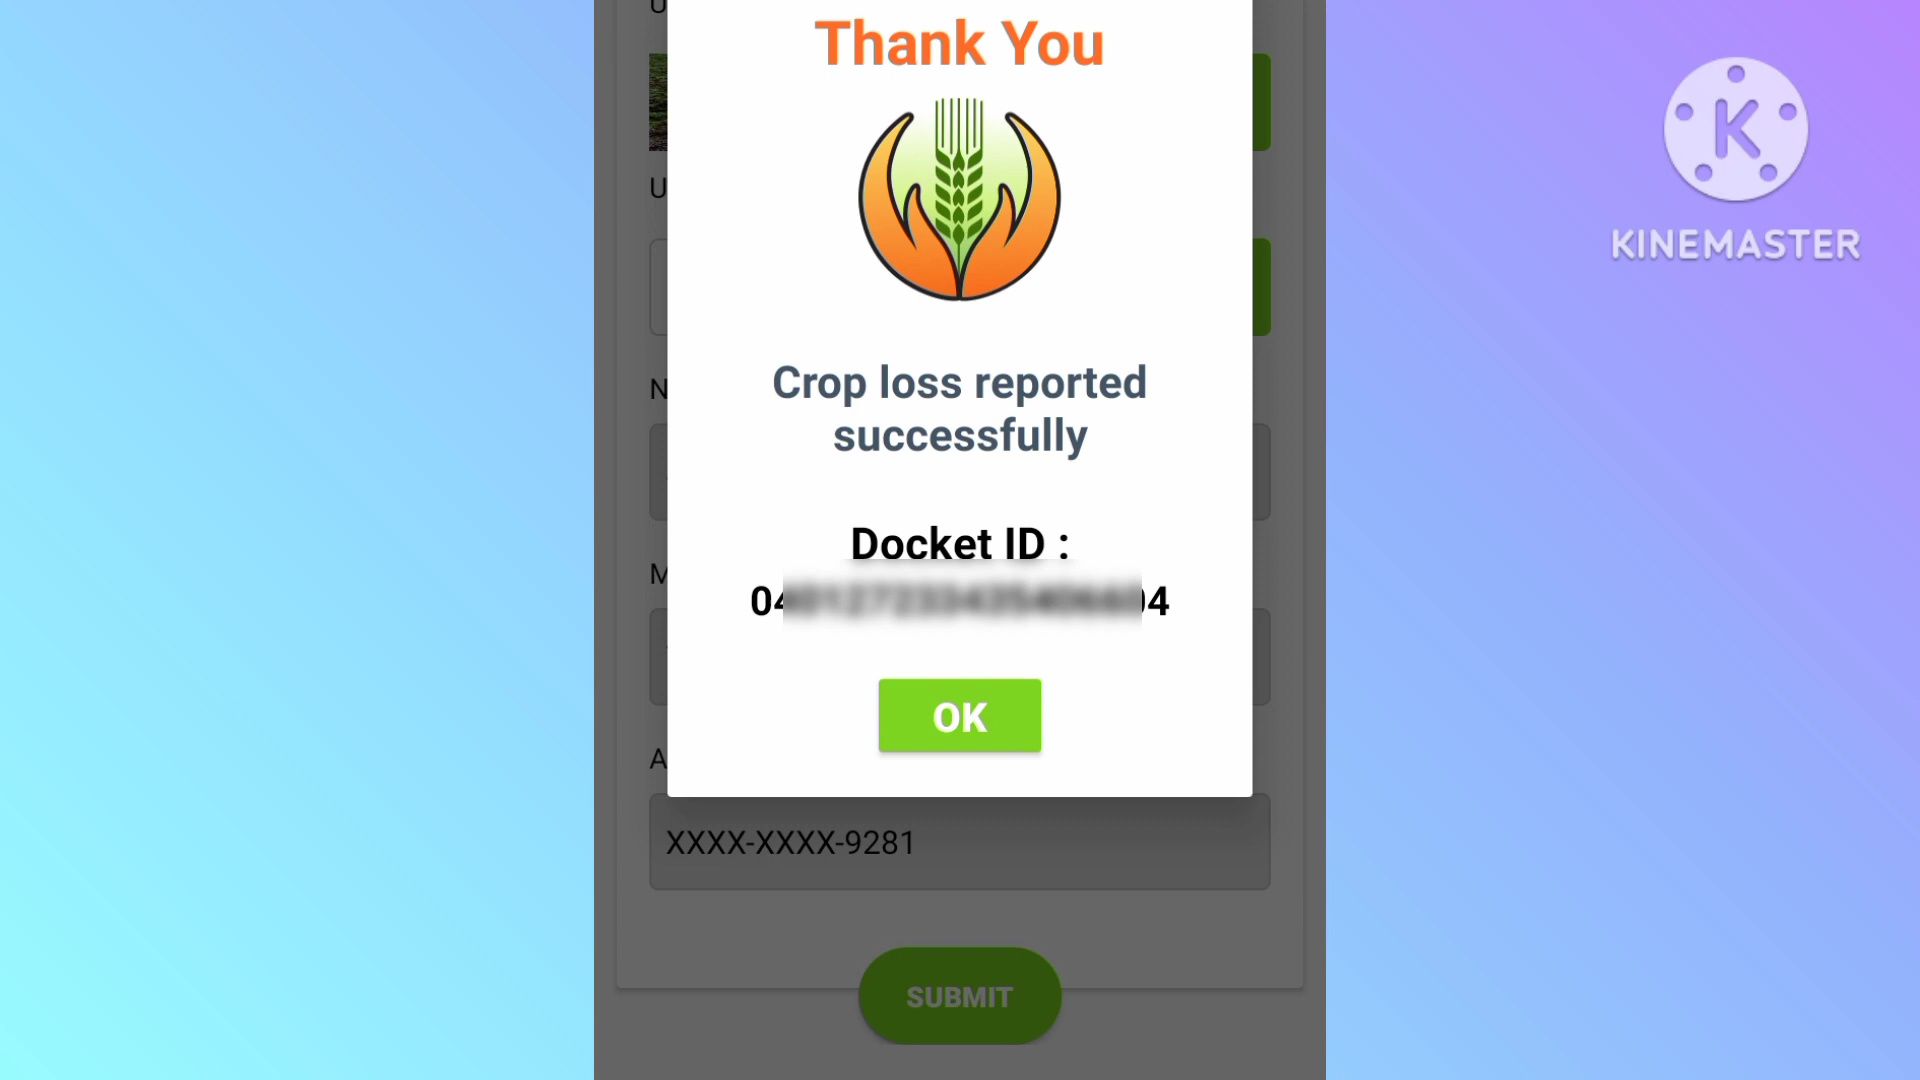 Thank You
Crop loss reported
successfully
Docket ID :
OK
XXXX-XXXX-9281
SUBMIT
K
KINEMASTER